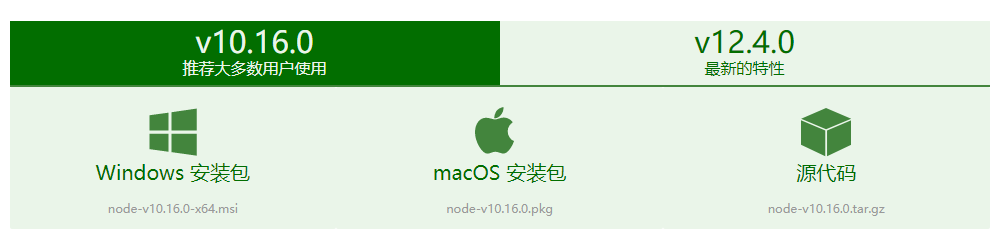 v10.16.0
推荐大多数用户使用
v12.4.0
最新的特性
Windows 安装包
macOS 安装包
源代码
node-v10.16.0-x64.msi
node-v10.16.0.pkg
node-v10.16.0.tar.gz